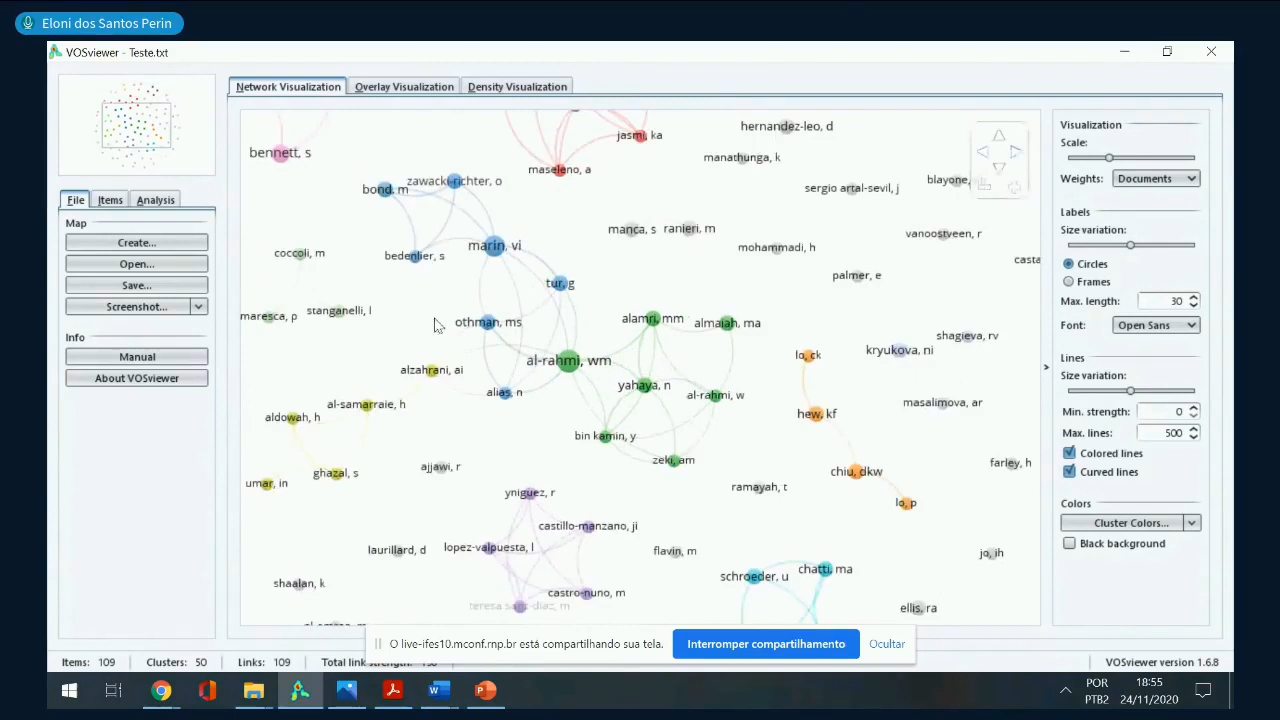 Eloni dos Santos Perin
VOSviewer - Teste.txt
Network Visualization
Overlay Visualization
Density Visualization
File
Items
Analysis
Map
Create...
Open...
Save...
Screenshot...
Info
Manual
About VOSviewer
jasmi, ka
hernandez-leo, d
bennett, s
manathunga, k
maseleno, a
zawacki-richter, o
blayone,
bond, m
sergio artal-sevil, j
manca, s
ranieri, m
vanoostveen, r
marin, vi
mohammadi, h
coccoli, m
bedenlier, s
casta
palmer, e
tur, g
stanganelli, l
maresca, p
othman, ms
alamri, mm
almaiah, ma
shagieva, rv
lo, ck
kryukova, ni
al-rahmi, wm
alzahrani, ai
yahaya, n
alias, n
al-rahmi, w
al-samarraie, h
masalimova, ar
hew, kf
aldowah, h
bin kamin, y
zeki, am
ajjawi, r
farley, h
ghazal, s
chiu, dkw
umar, in
ramayah, t
yniguez, r
lo, p
castillo-manzano, ji
laurillard, d
lopez-valpuesta, l
flavin, m
jo, ih
schroeder, u
chatti, ma
shaalan, k
castro-nuno, m
teresa sanz-diaz, m
ellis, ra
Visualization
Scale:
Weights: Documents
Labels
Size variation:
Circles
Frames
Max. length: 30
Font: Open Sans
Lines
Size variation:
Min. strength: 0
Max. lines: 500
Colored lines
Curved lines
Colors
Cluster Colors...
Black background
O live-ifes10.mconf.rnp.br está compartilhando sua tela.
Interromper compartilhamento
Ocultar
Items: 109
Clusters: 50
Links: 109
Total link strength:
VOSviewer version 1.6.8
POR
PTB2
18:55
24/11/2020